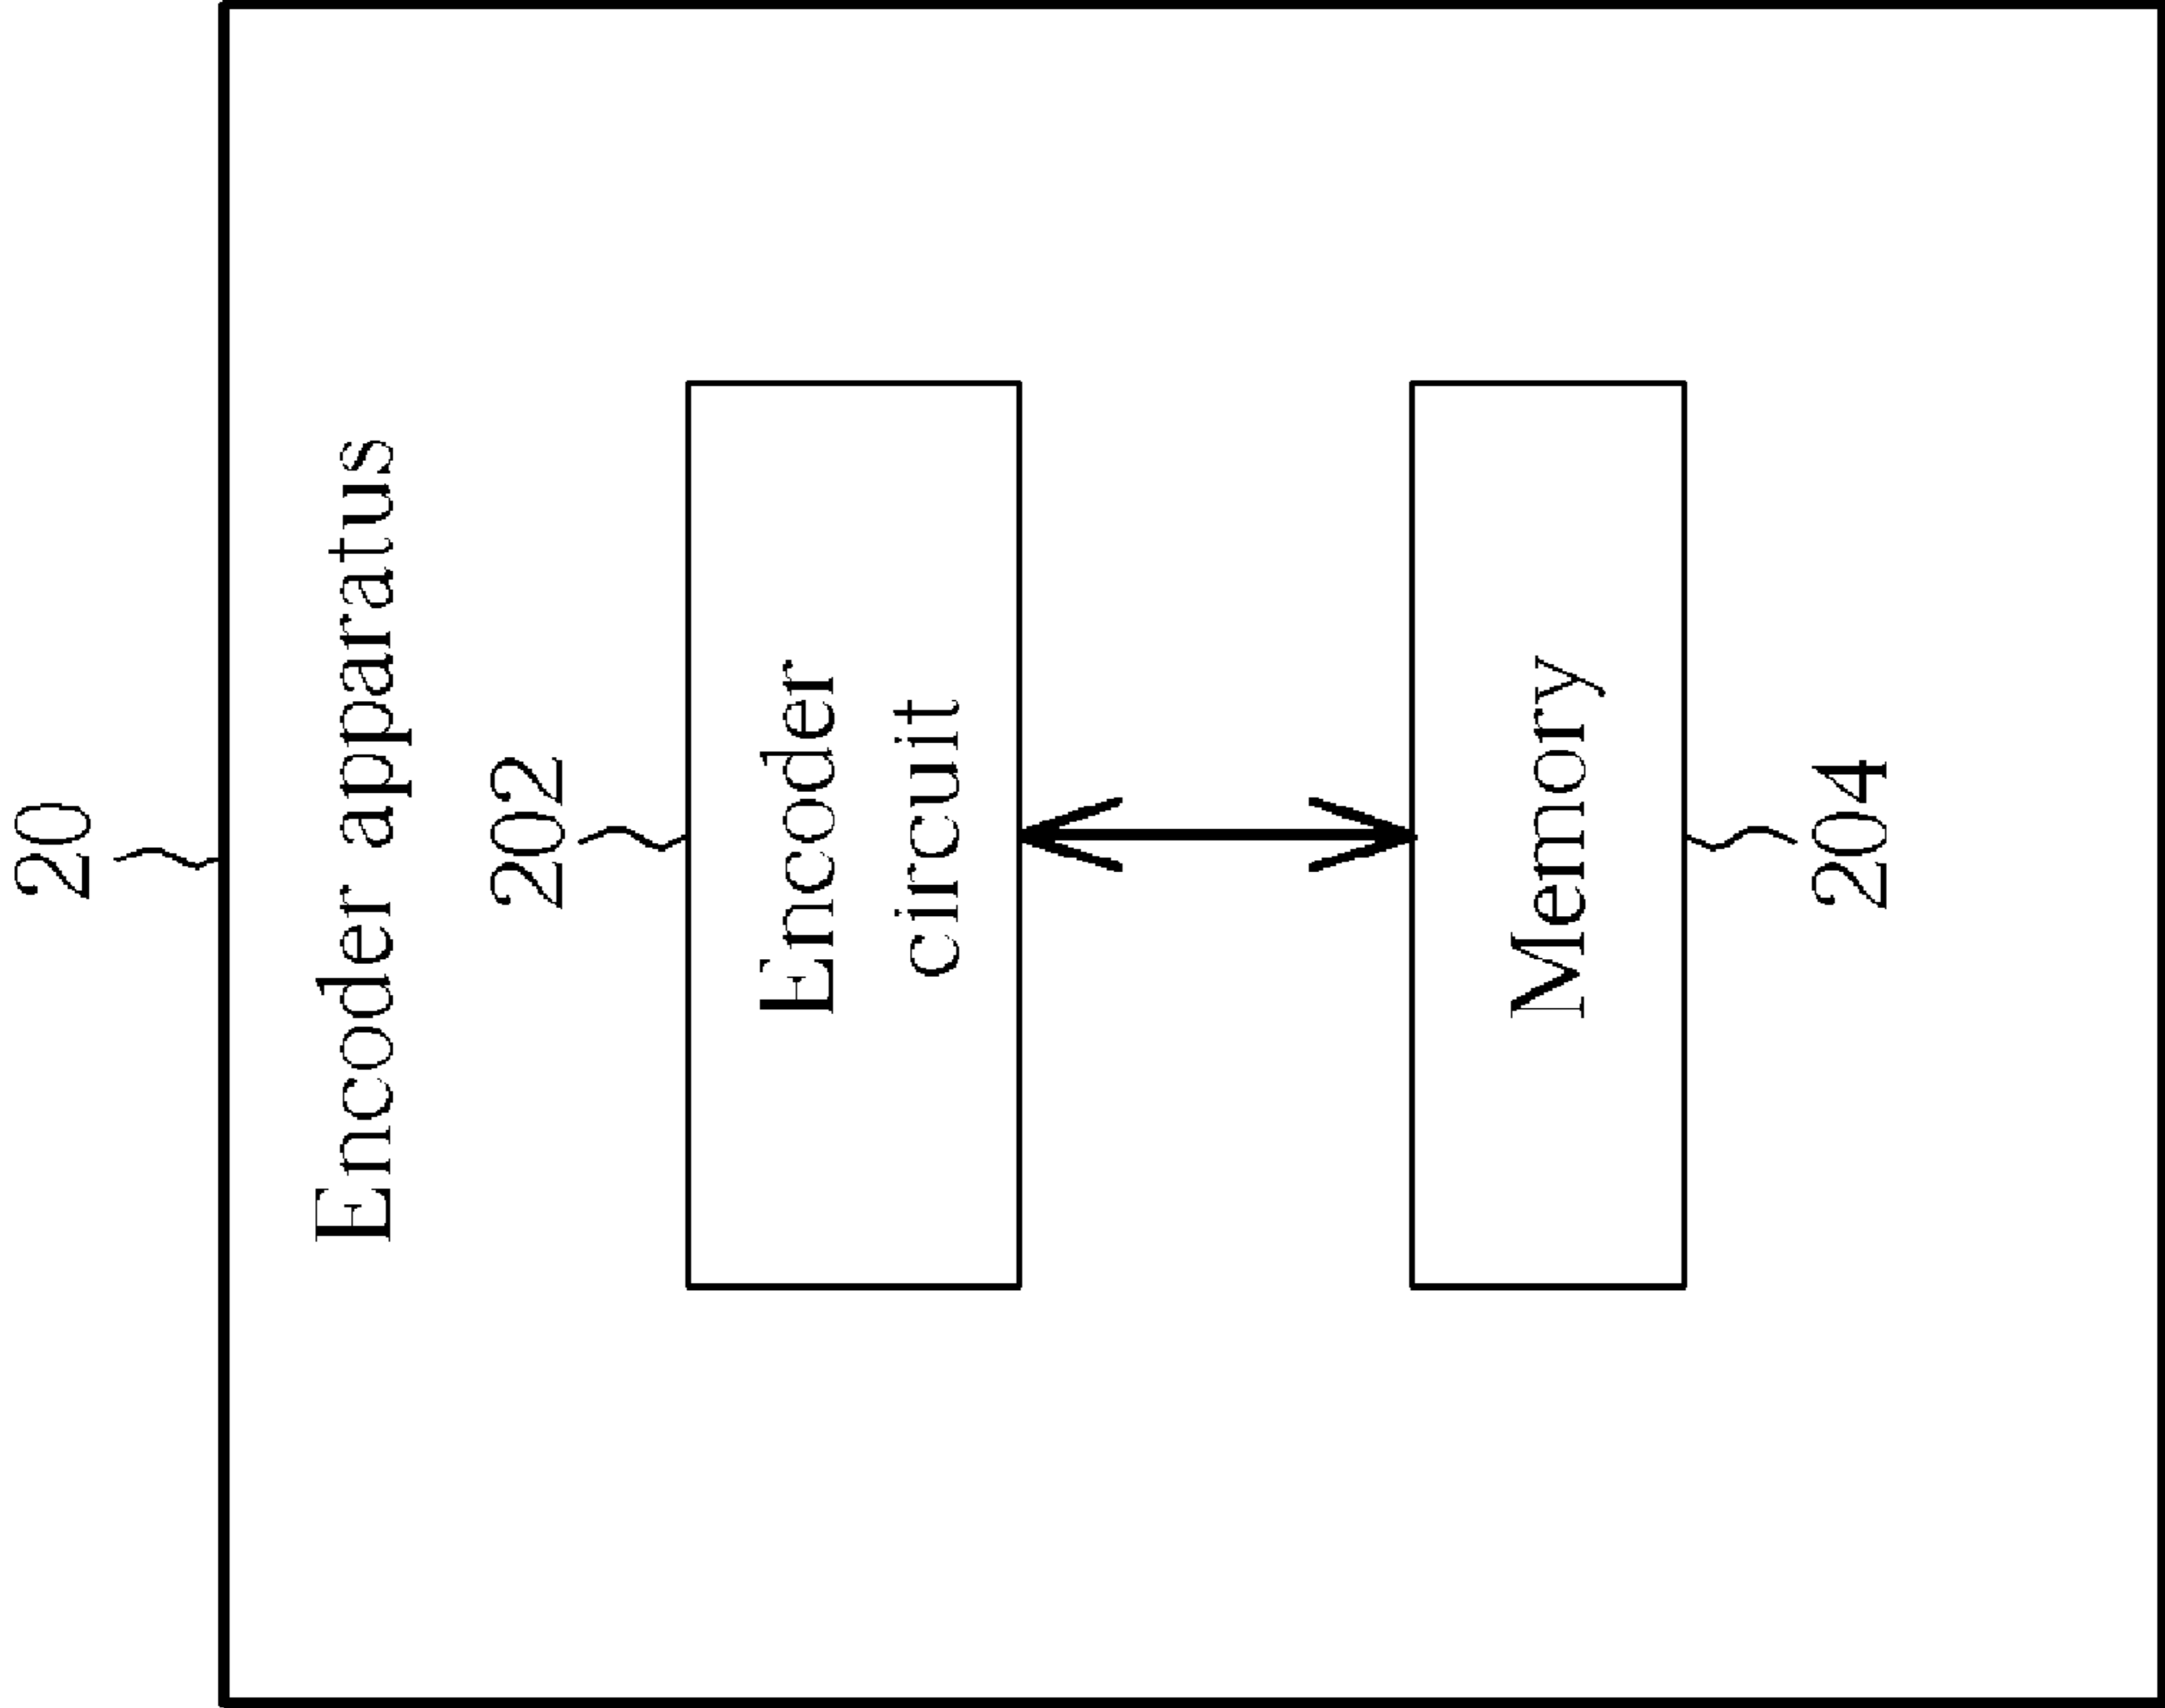 20
Encoder apparatus
202
Encoder
circuit
Memory
204